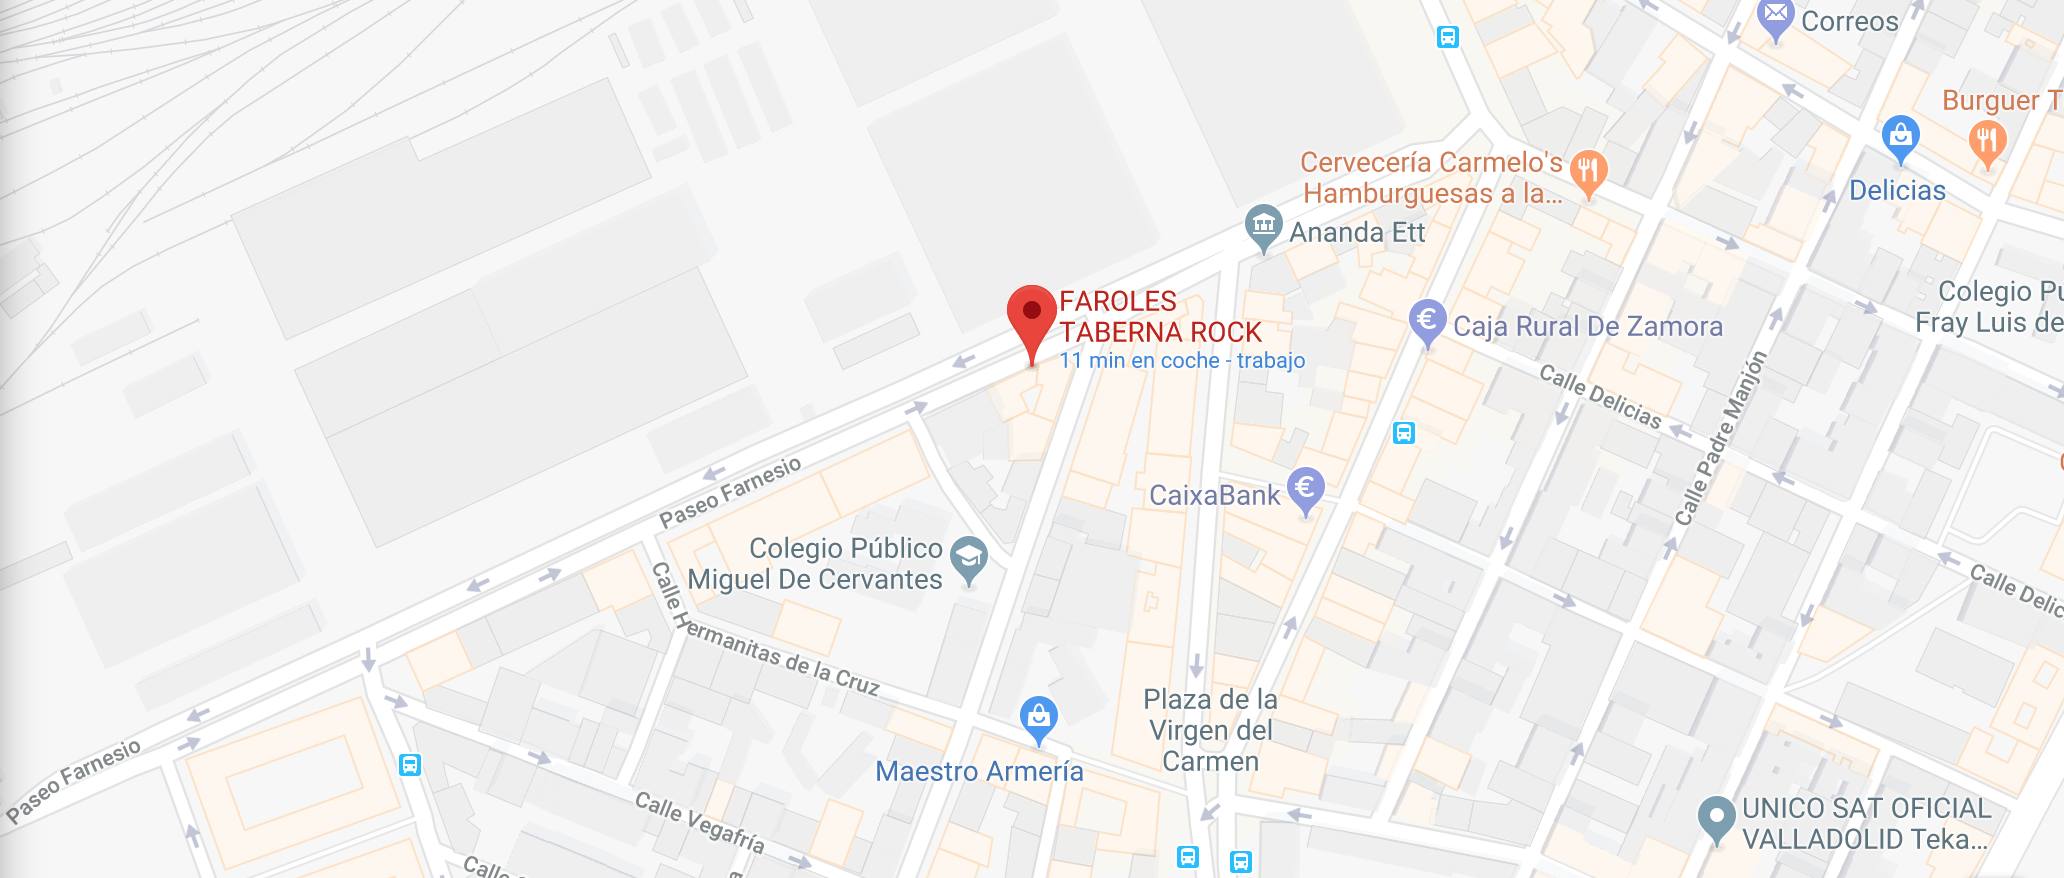 Correos
Burguer T
Cervecería Carmelo's
Hamburguesas a la...
Delicias
Ananda Ett
Colegio Pú
Fray Luis de
FAROLES
TABERNA ROCK
11 min en coche - trabajo
Caja Rural De Zamora
Calle Delicias
Calle Padre Manjón
Paseo Farnesio
CaixaBank
Colegio Público
Miguel De Cervantes
Calle Hermanitas de la Cruz
Calle Delic
Plaza de la
Virgen del
Carmen
Maestro Armería
Paseo Farnesio
Calle Vegafría
UNICO SAT OFICIAL
VALLADOLID Teka...
Calle